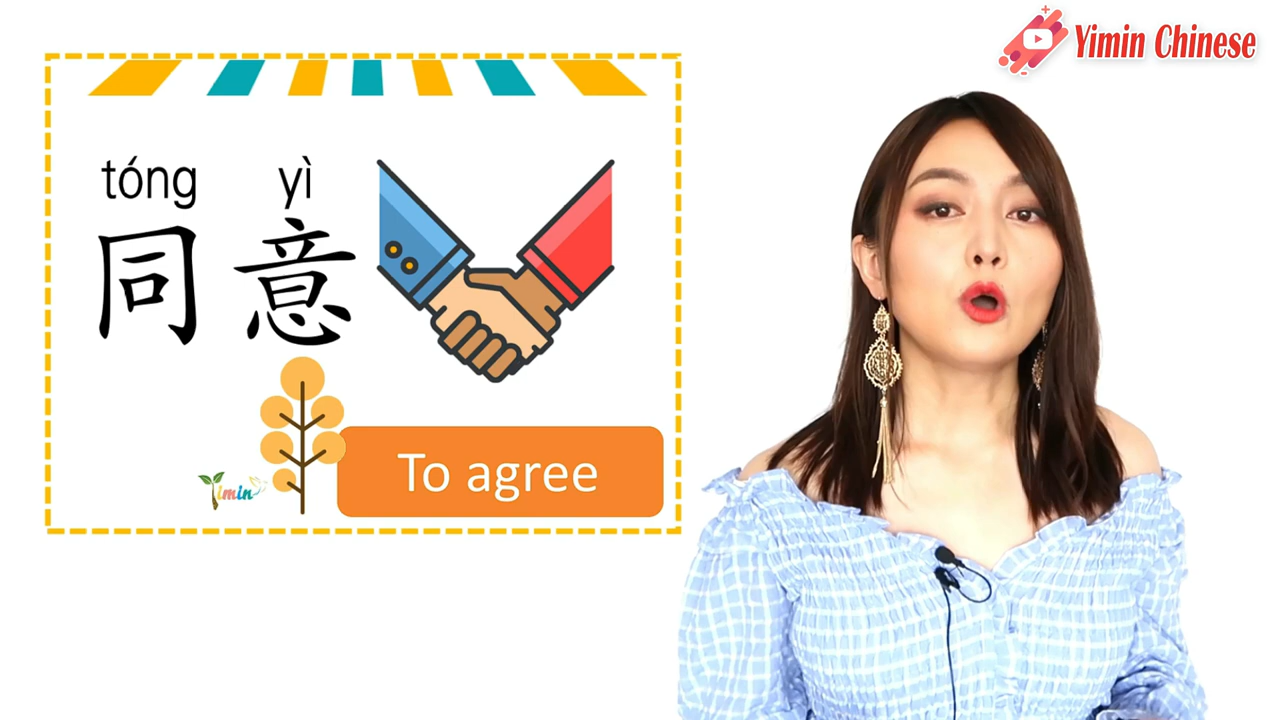 Yimin Chinese
tóng yì
同意
To agree
Yimin